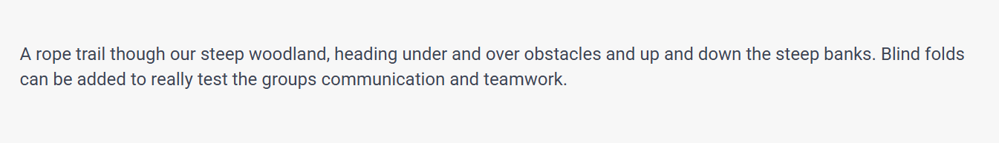 A rope trail though our steep woodland, heading under and over obstacles and up and down the steep banks. Blind folds
can be added to really test the groups communication and teamwork.